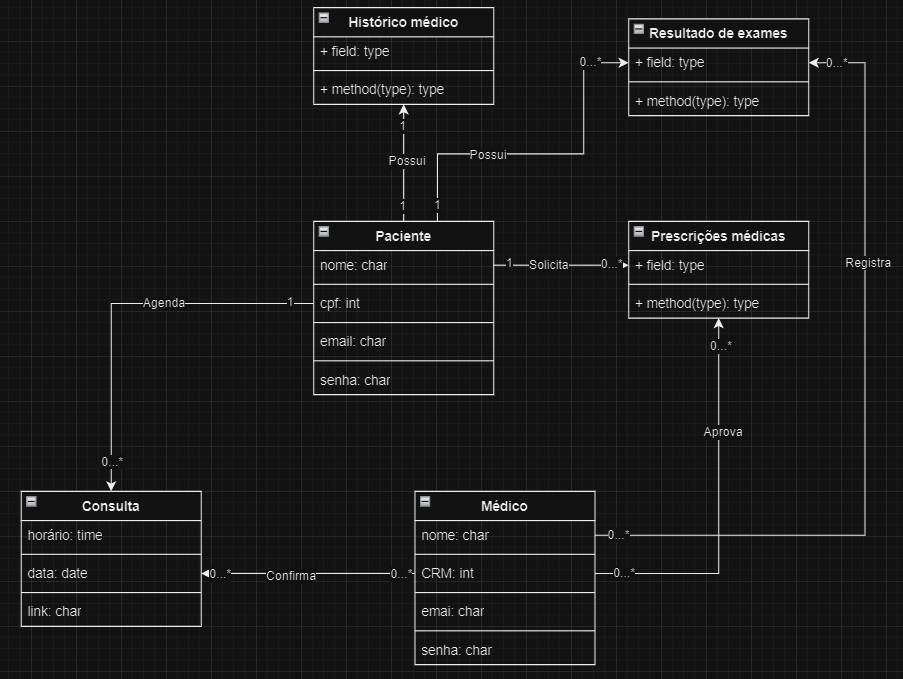 Histórico médico
+ field: type
+ method(type): type
Resultado de exames
+ field: type
+ method(type): type
0...*
0...*
1
Possui
1
Possui
1
Paciente
nome: char
cpf: int
email: char
senha: char
Prescrições médicas
+ field: type
+ method(type): type
1
Solicita
0...*
Registra
1
Agenda
0...*
0...*
Aprova
Consulta
horário: time
data: date
link: char
Médico
nome: char
CRM: int
emai: char
senha: char
0...*
0...*
0...*
Confirma
0...*